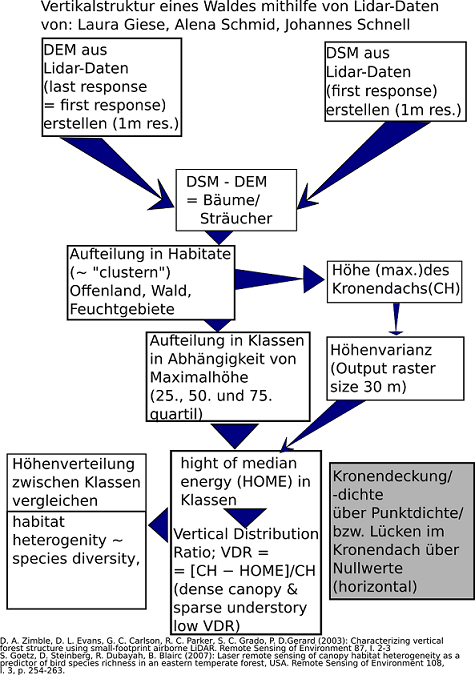 Vertikalstruktur eines Waldes mithilfe von Lidar-Daten
von: Laura Giese, Alena Schmid, Johannes Schnell
DEM aus
Lidar-Daten
(last response
= first response)
erstellen (1m res.)
DSM aus
Lidar-Daten
(first response)
erstellen (1m res.)
DSM - DEM
= Bäume/
Sträucher
Aufteilung in Habitate
(~ "clustern")
Offenland, Wald,
Feuchtgebiete
Höhe (max.)des
Kronendachs(CH)
Aufteilung in Klassen
in Abhängigkeit von
Maximalhöhe
(25., 50. und 75.
quartil)
Höhenvarianz
(Output raster
size 30 m)
hight of median
energy (HOME) in
Klassen
Vertical Distribution
Ratio; VDR =
= [CH − HOME]/CH
(dense canopy &
sparse understory
low VDR)
Höhenverteilung
zwischen Klassen
vergleichen
habitat
heterogenity ~
species diversity,
Kronendeckung/
-dichte
über Punktdichte/
bzw. Lücken im
Kronendach über
Nullwerte
(horizontal)
D. A. Zimble, D. L. Evans, G. C. Carlson, R. C. Parker, S. C. Grado, P. D.Gerard (2003): Characterizing vertical
forest structure using small-footprint airborne LiDAR. Remote Sensing of Environment 87, I. 2-3
S. Goetz, D. Steinberg, R. Dubayah, B. Blairc (2007): Laser remote sensing of canopy habitat heterogeneity as a
predictor of bird species richness in an eastern temperate forest, USA. Remote Sensing of Environment 108,
I. 3, p. 254-263.